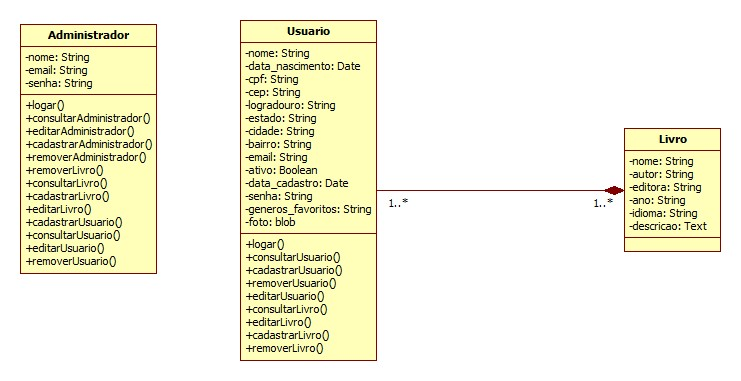 Administrador
-nome: String
-email: String
-senha: String
+logar()
+consultarAdministrador()
+editarAdministrador()
+cadastrarAdministrador()
+removerAdministrador()
+removerLivro()
+consultarLivro()
+cadastrarLivro()
+editarLivro()
+cadastrarUsuario()
+consultarUsuario()
+editarUsuario()
+removerUsuario()
Usuario
-nome: String
-data_nascimento: Date
-cpf: String
-cep: String
-logradouro: String
-estado: String
-cidade: String
-bairro: String
-email: String
-ativo: Boolean
-data_cadastro: Date
-senha: String
-generos_favoritos: String
-foto: blob
+logar()
+consultarUsuario()
+cadastrarUsuario()
+removerUsuario()
+editarUsuario()
+consultarLivro()
+editarLivro()
+cadastrarLivro()
+removerLivro()
1..*
1..*
Livro
-nome: String
-autor: String
-editora: String
-ano: String
-idioma: String
-descricao: Text